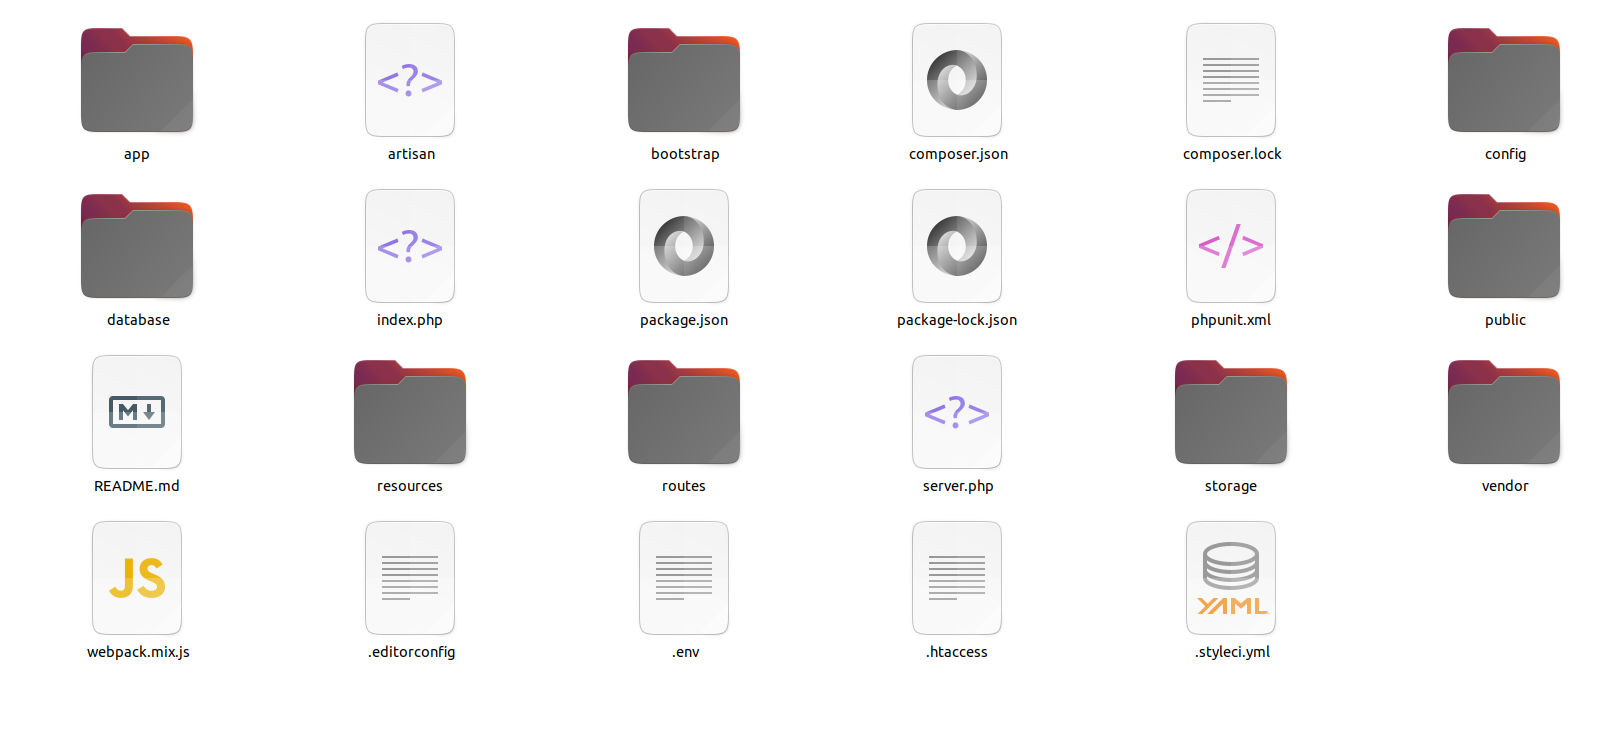 app
artisan
bootstrap
composer.json
composer.lock
config
database
index.php
package.json
package-lock.json
phpunit.xml
public
README.md
resources
routes
server.php
storage
vendor
JS
webpack.mix.js
.editorconfig
.env
.htaccess
YAML
.styleci.yml